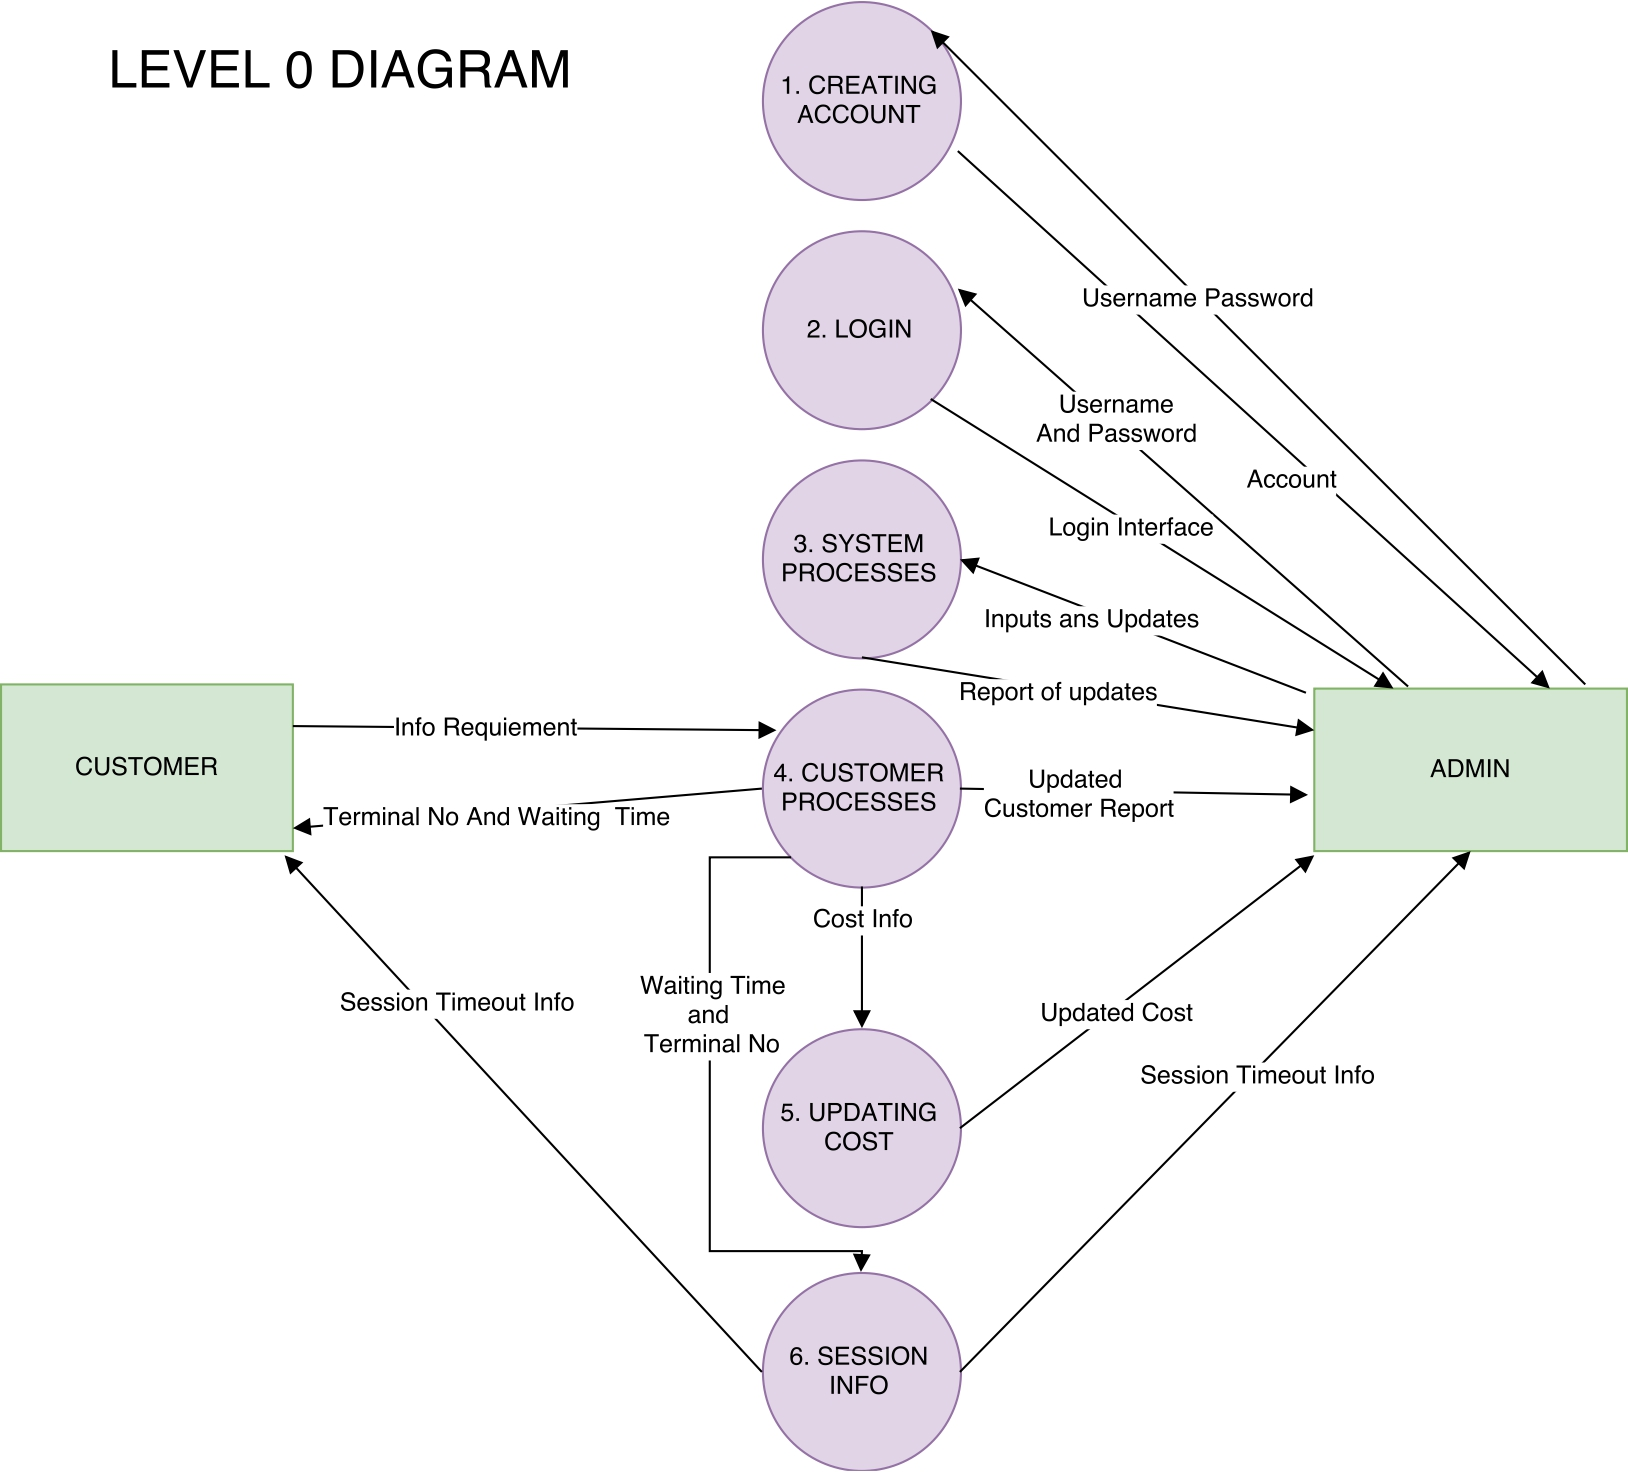 LEVEL 0 DIAGRAM
1. CREATING
ACCOUNT
Username Password
2. LOGIN
Username
And Password
Account
Login Interface
3. SYSTEM
PROCESSES
Inputs ans Updates
Report of updates
CUSTOMER
Info Requiement
4. CUSTOMER
PROCESSES
Updated
Customer Report
ADMIN
Terminal No And Waiting  Time
Cost Info
Waiting Time
and
Terminal No
Session Timeout Info
Updated Cost
Session Timeout Info
5. UPDATING
COST
6. SESSION
INFO